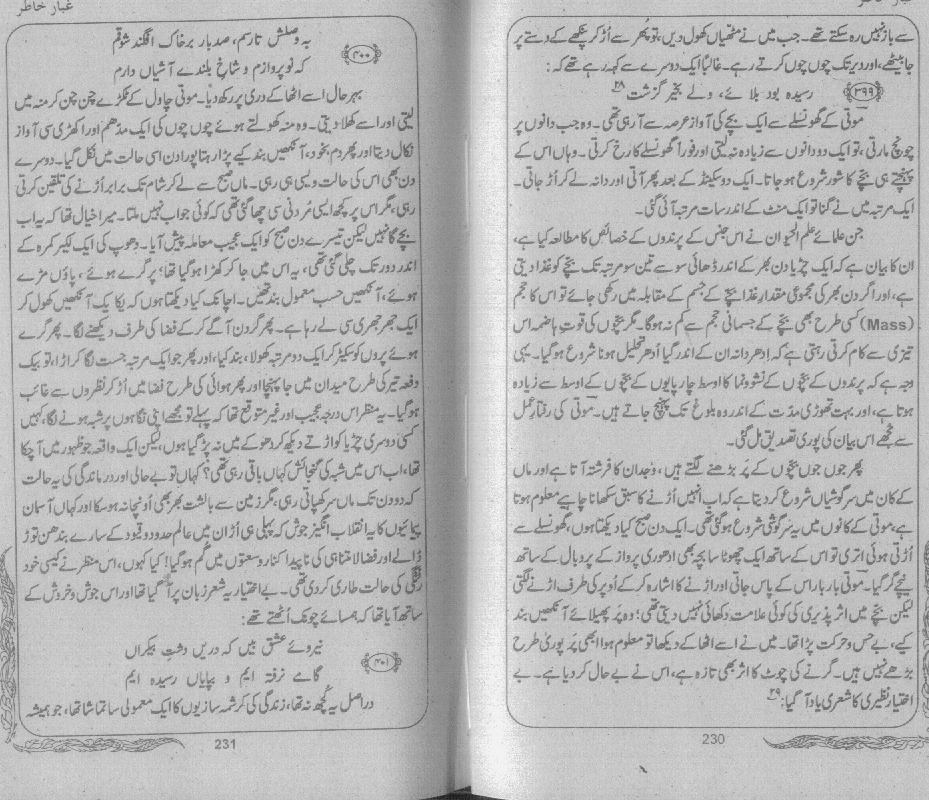 غبار خاطر
سے باز نہیں رہ سکتے تھے۔ جب میں نے مٹھیاں کھول دیں، تو پھر سے اُڑ کر پنکھے کے دستے پر
جا بیٹھے، اور دیر تک چوں چوں کرتے رہے۔ غالباً ایک دوسرے سے کہہ رہے تھے کہ:
۳۹۹ رسیدہ بود بلائے، ولے بخیر گزشت ۲۸
موتی کے گھونسلے سے ایک بچے کی آواز عرصہ سے آ رہی تھی۔ وہ جب دانوں پر
چونچ مارتی، تو ایک دو دانوں سے زیادہ نہ لیتی اور فوراً گھونسلے کا رخ کرتی۔ وہاں اس کے
پہنچتے ہی بچے کا شور شروع ہو جاتا۔ ایک دو سیکنڈ کے بعد پھر آتی اور دانہ لے کر اُڑ جاتی۔
ایک مرتبہ میں نے گنا تو ایک منٹ کے اندر سات مرتبہ آئی گئی۔
جن علمائے علم الحیوان نے اس جنس کے پرندوں کے خصائص کا مطالعہ کیا ہے،
ان کا بیان ہے کہ ایک چڑیا دن بھر کے اندر ڈھائی سو سے تین سو مرتبہ تک بچے کو غذا دیتی
ہے، اور اگر دن بھر کی مجموعی مقدار غذا بچے کے جسم کے مقابلہ میں رکھی جائے تو اس کا حجم
(Mass) کسی طرح بھی بچے کے جسمانی حجم سے کم نہ ہوگا۔ مگر بچوں کی قوتِ ہاضمہ اس
تیزی سے کام کرتی رہتی ہے کہ اِدھر دانہ ان کے اندر گیا اُدھر تحلیل ہونا شروع ہو گیا۔ یہی
وجہ ہے کہ پرندوں کے بچوں کے نشو و نما کا اوسط چارپایوں کے بچوں کے اوسط سے زیادہ
ہوتا ہے، اور بہت تھوڑی مدّت کے اندر وہ بلوغ تک پہنچ جاتے ہیں۔ موتی کی رفتارِ عمل
سے مجھے اس بیان کی پوری تصدیق مل گئی۔
پھر جوں جوں بچوں کے پَر بڑھنے لگتے ہیں، وجدان کا فرشتہ آتا ہے اور ماں
کے کان میں سرگوشیاں شروع کر دیتا ہے کہ اب انہیں اُڑنے کا سبق سکھانا چاہیے معلوم ہوتا
ہے، موتی کے کانوں میں یہ سرگوشی شروع ہو گئی تھی۔ ایک دن صبح کیا دیکھتا ہوں، گھونسلے سے
اُڑتی ہوئی اتری تو اس کے ساتھ ایک چھوٹا سا بچہ بھی ادھوری پرواز کے پر و بال کے ساتھ
نیچے گر گیا۔ موتی بار بار اس کے پاس جاتی اور اڑنے کا اشارہ کر کے اُوپر کی طرف اڑنے لگتی
لیکن بچے میں اثر پذیری کی کوئی علامت دکھائی نہیں دیتی تھی؛ وہ پَر پھیلائے آنکھیں بند
کیے، بے حس و حرکت پڑا تھا۔ میں نے اسے اٹھا کے دیکھا تو معلوم ہوا ابھی پَر پوری طرح
بڑھے نہیں ہیں۔ گرنے کی چوٹ کا اثر بھی تازہ ہے، اس نے بے حال کر دیا ہے۔ بے
اختیار نظیری کا شعر یاد آ گیا: ۲۹
230
غبار خاطر
۴۰۰ بہ وصلش تا رسم، صد بار بر خاک افگند شوقم
کہ نو پروازم و شاخِ بلندے آشیاں دارم
بہر حال اسے اٹھا کے دری پر رکھ دیا۔ موتی چاول کے ٹکڑے چن چن کر منہ میں
لیتی اور اسے کھلا دیتی۔ وہ منہ کھولتے ہوئے چوں چوں کی ایک مدھم اور اکھڑی سی آواز
نکال دیتا اور پھر دم بخود، آنکھیں بند کیے پڑا رہتا پورا دن اسی حالت میں نکل گیا۔ دوسرے
دن بھی اس کی حالت ویسی ہی رہی۔ ماں صبح سے لے کر شام تک برابر اُڑنے کی تلقین کرتی
رہی، مگر اس پر کچھ ایسی مُردنی سی چھا گئی تھی کہ کوئی جواب نہیں ملتا۔ میرا خیال تھا کہ یہ اب
بچے گا نہیں لیکن تیسرے دن صبح کو ایک عجیب معاملہ پیش آیا۔ دھوپ کی ایک لکیر کمرہ کے
اندر دور تک چلی گئی تھی، یہ اس میں جا کر کھڑا ہو گیا تھا؛ پر گرے ہوئے، پاؤں مڑے
ہوئے، آنکھیں حسب معمول بند تھیں۔ اچانک کیا دیکھتا ہوں کہ یکایک آنکھیں کھول کر
ایک جھرجھری سی لے رہا ہے۔ پھر گردن آگے کر کے فضا کی طرف دیکھنے لگا۔ پھر گرے
ہوئے پروں کو سیکڑ کر ایک دو مرتبہ کھولا، بند کیا، اور پھر جو ایک مرتبہ جست لگا کر اڑا، تو بیک
دفعہ تیر کی طرح میدان میں جا پہنچا اور پھر ہوائی کی طرح فضا میں اُڑ کر نظروں سے غائب
ہو گیا۔ یہ منظر اس درجہ عجیب اور غیر متوقع تھا کہ پہلے تو مجھے اپنی نگاہوں پر شبہ ہونے لگا، کہیں
کسی دوسری چڑیا کو اڑتے دیکھ کر دھوکے میں نہ پڑ گیا ہوں، لیکن ایک واقعہ جو ظہور میں آ چکا
تھا، اب اس میں شبہ کی گنجائش کہاں باقی رہی تھی؟ کہاں تو بے حالی اور درماندگی کی یہ حالت
کہ دو دن تک ماں سر کھپاتی رہی، مگر زمین سے بالشت بھر بھی اُونچا نہ ہو سکا اور کہاں آسمان
پیمائیوں کا یہ انقلاب انگیز جوش کہ پہلی ہی اڑان میں عالمِ حدود و قیود کے سارے بندھن توڑ
ڈالے اور فضاء لامتناہی کی ناپیدا کنار وسعتوں میں گم ہو گیا! کیا کہوں، اس منظر نے کیسی خود
رفتگی کی حالت طاری کر دی تھی۔ بے اختیار یہ شعر زبان پر آ گیا تھا اور اس جوش و خروش کے
ساتھ آیا تھا کہ ہمسائے چونک اُٹھتے تھے:
نیروئے عشق بیں کہ دریں دشتِ بیکراں
۴۰۱ گامے نرفتہ ایم و بپایاں رسیدہ ایم
دراصل یہ کچھ نہ تھا، زندگی کی کرشمہ سازیوں کا ایک معمولی سا تماشا تھا، جو ہمیشہ
231